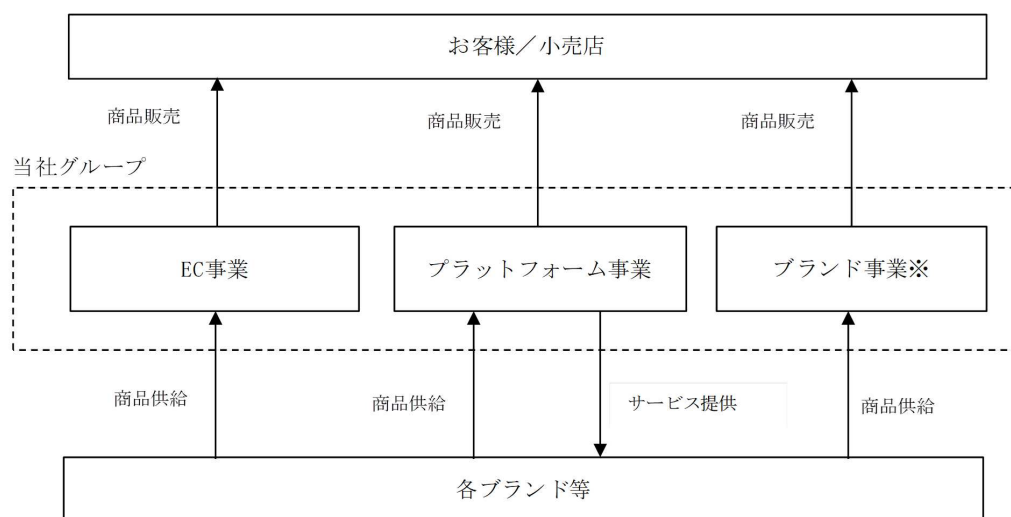 お客様／小売店
商品販売
商品販売
商品販売
当社グループ
EC事業
プラットフォーム事業
ブランド事業※
商品供給
商品供給
サービス提供
商品供給
各ブランド等